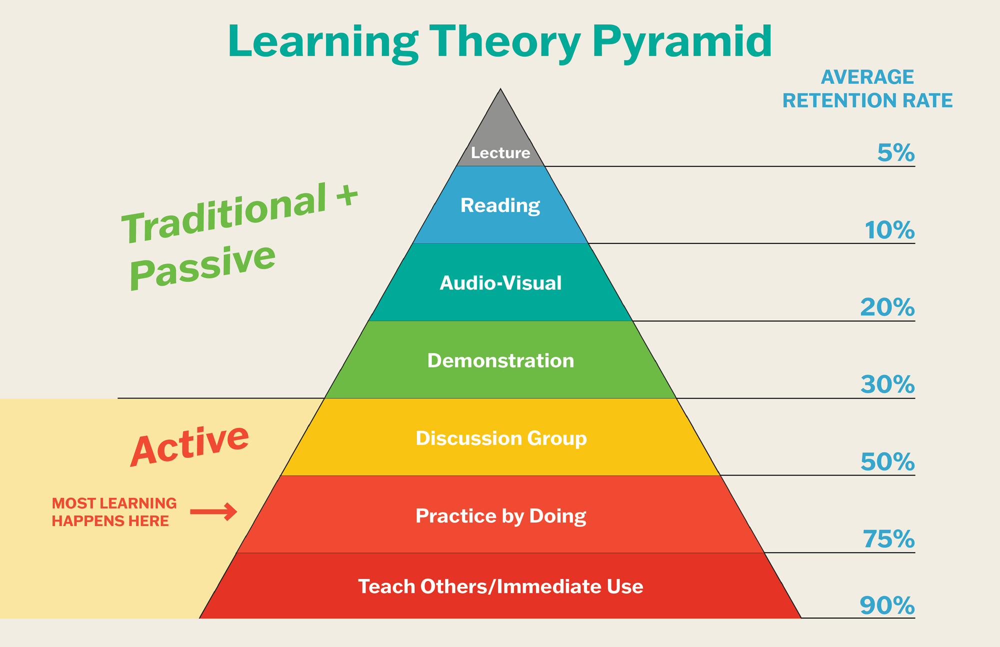 Learning Theory Pyramid
AVERAGE
RETENTION RATE
Lecture
5%
Reading
10%
Traditional +
Passive
Audio-Visual
20%
Demonstration
30%
Active
Discussion Group
50%
MOST LEARNING
HAPPENS HERE
Practice by Doing
75%
Teach Others/Immediate Use
90%